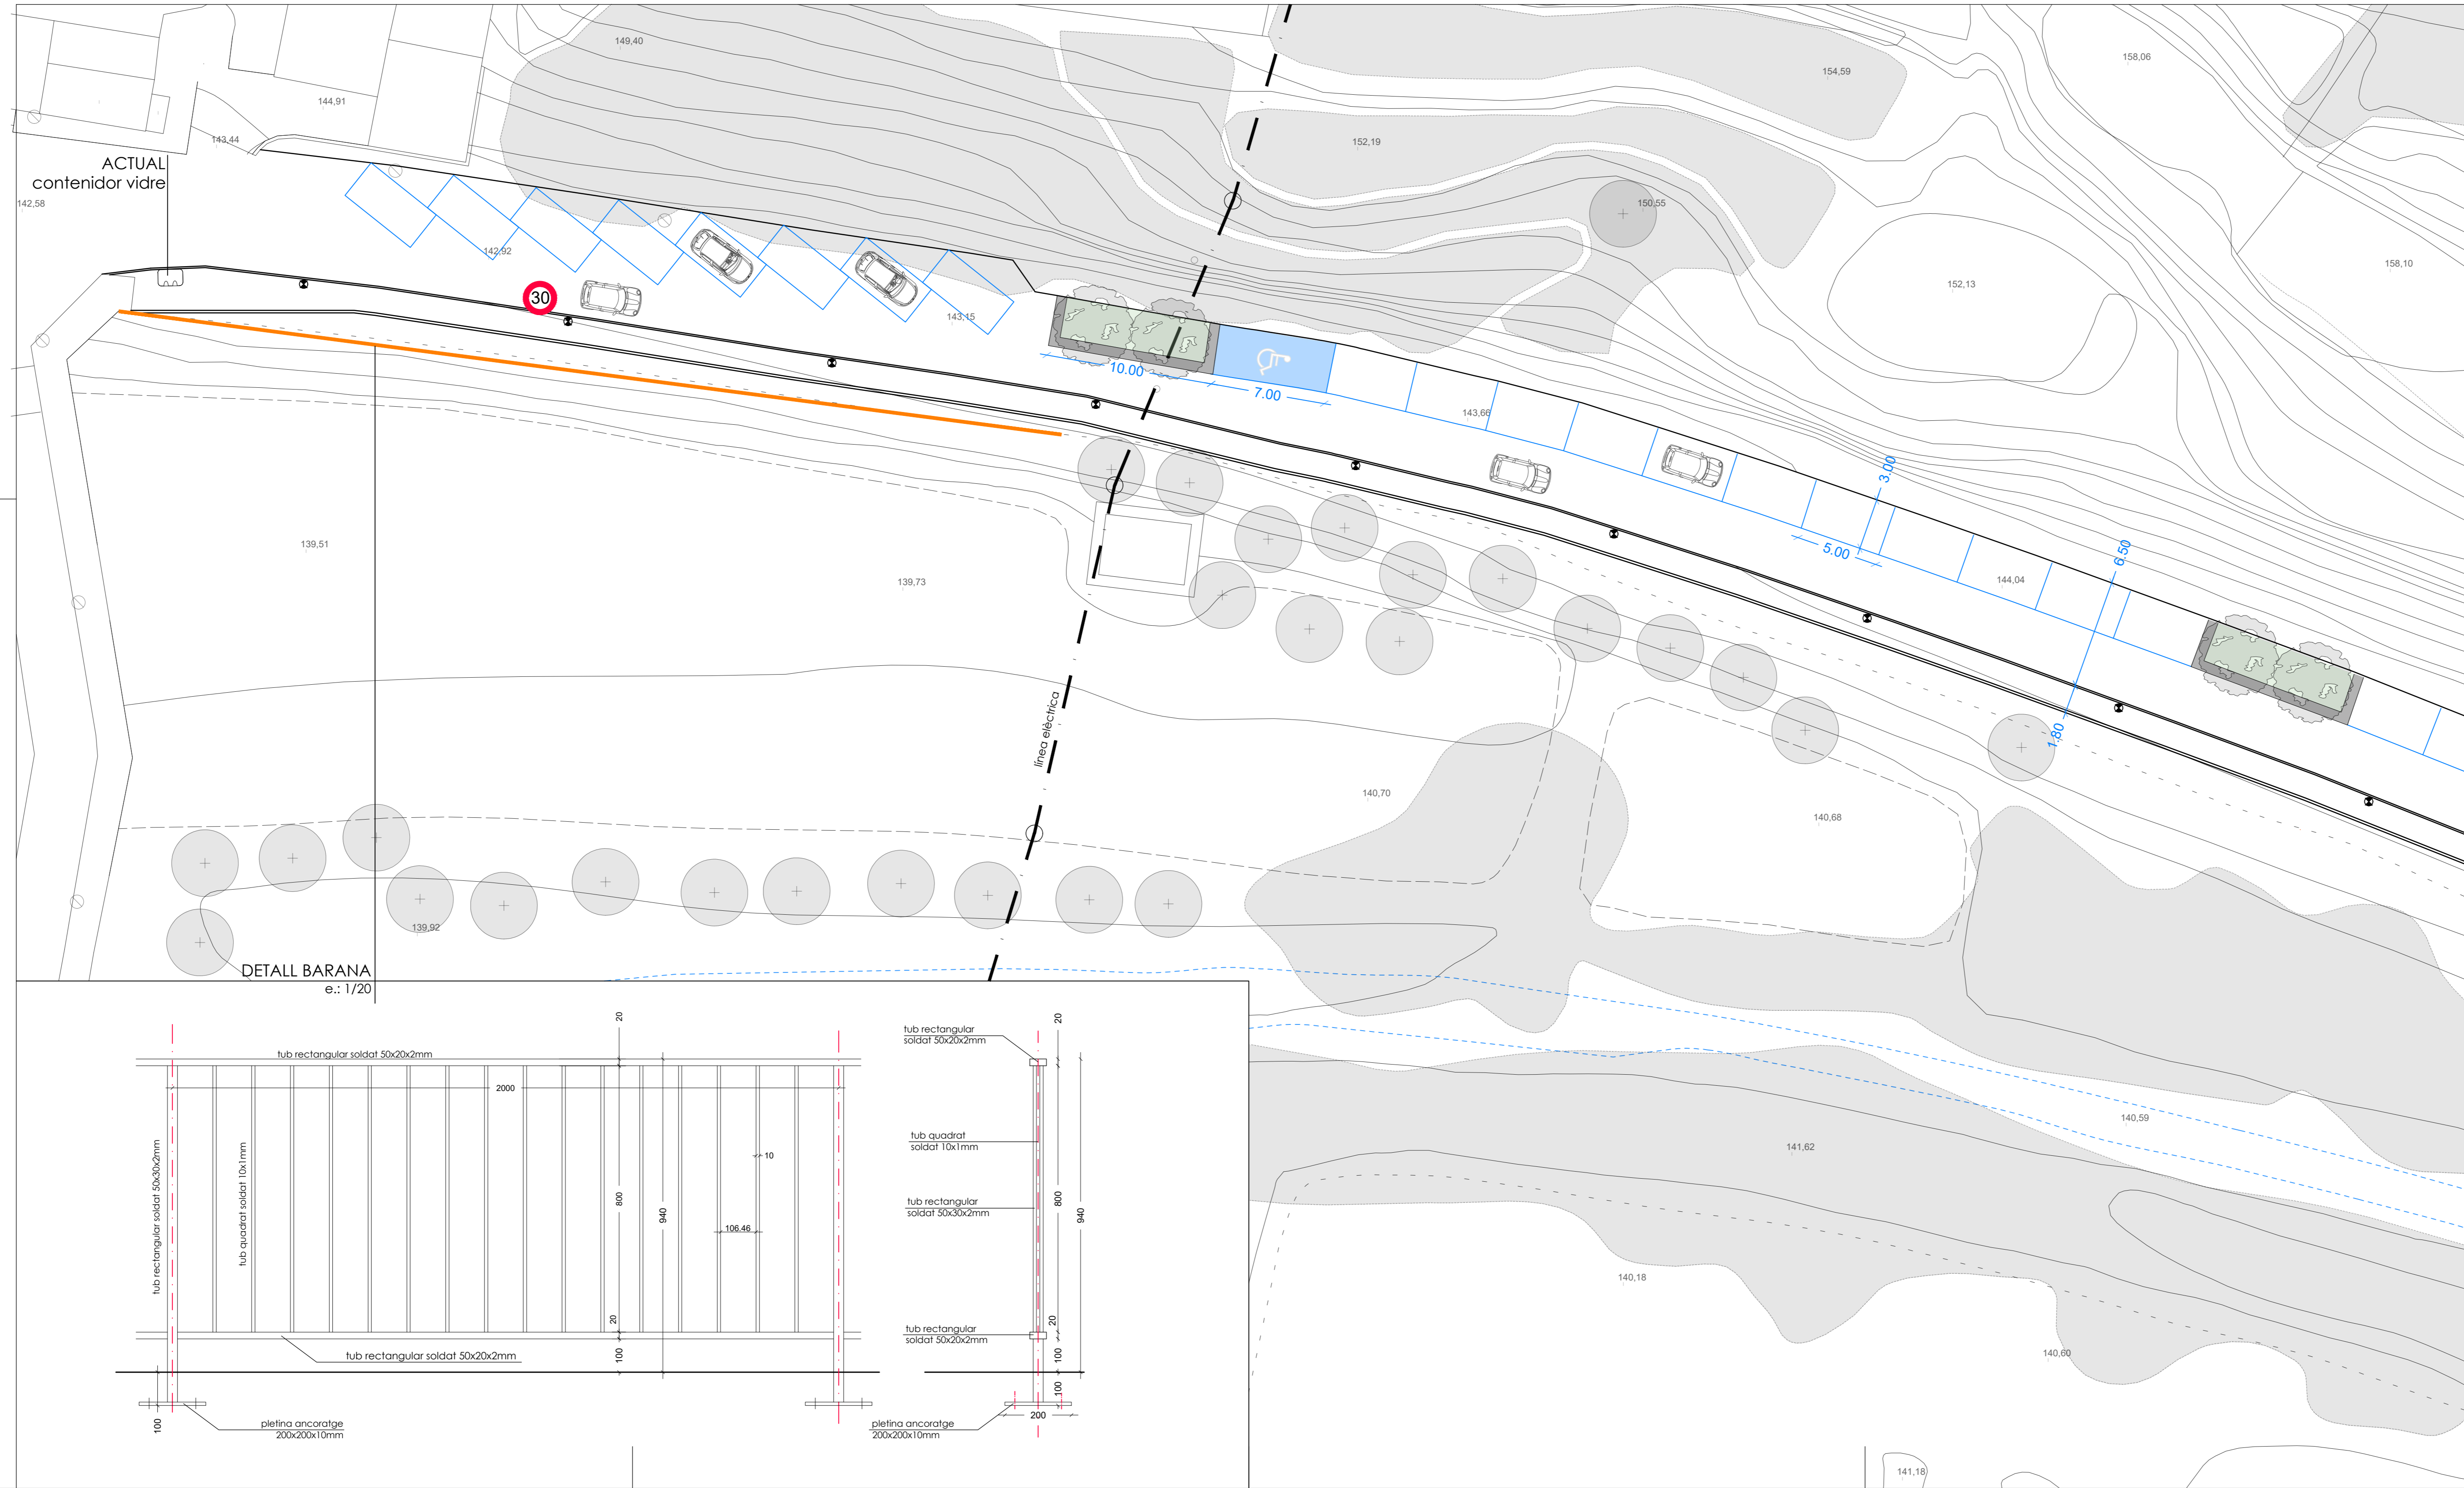 149,40
158,06
154,59
144,91
143,44
152,19
ACTUAL
contenidor vidre
142,58
150,55
142,92
158,10
152,13
30
143,15
10.00
7.00
143,66
3.00
5.00
6.50
144,04
139,51
139,73
1.80
línea elèctrica
140,70
140,68
139,92
DETALL BARANA
e.: 1/20
20
tub rectangular soldat 50x20x2mm
2000
tub rectangular soldat 50x30x2mm
tub quadrat soldat 10x1mm
10
800
940
106.46
20
tub rectangular soldat 50x20x2mm
100
100
pletina ancoratge
200x200x10mm
20
tub rectangular
soldat 50x20x2mm
tub quadrat
soldat 10x1mm
tub rectangular
soldat 50x30x2mm
800
940
20
tub rectangular
soldat 50x20x2mm
100
100
200
pletina ancoratge
200x200x10mm
140,59
141,62
140,18
140,60
141,18